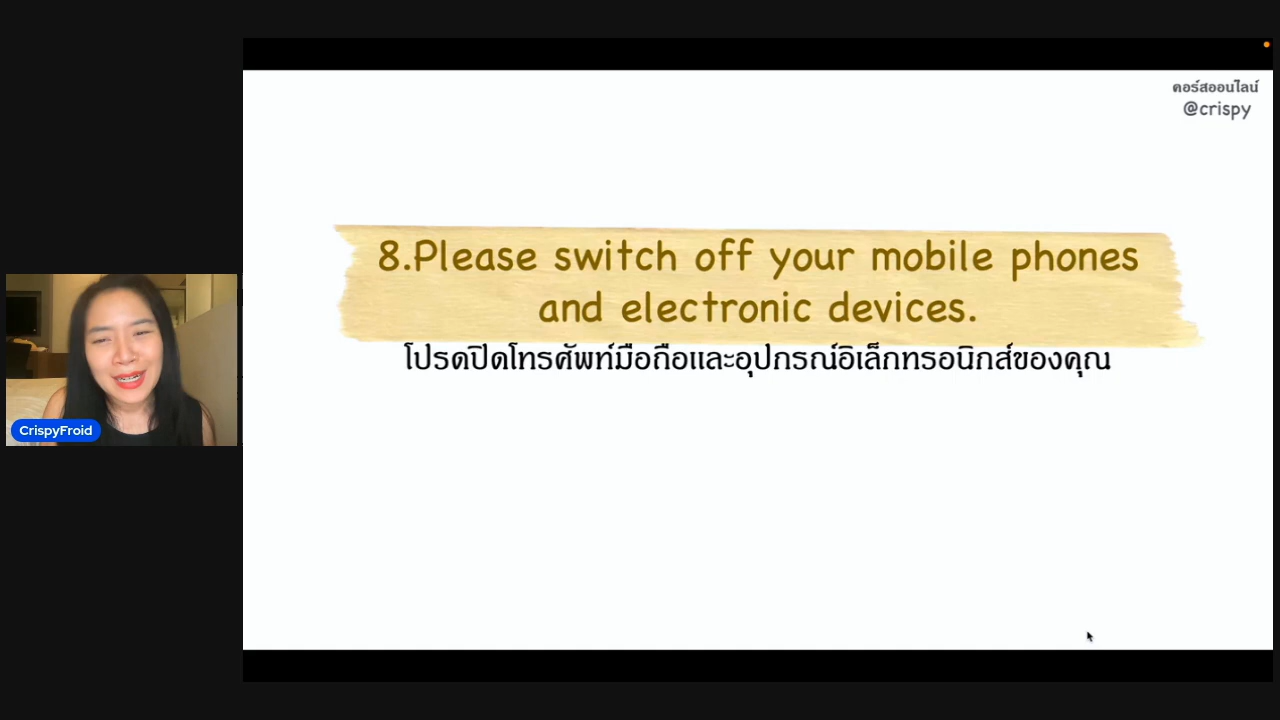 คอร์สออนไลน์
@crispy
8.Please switch off your mobile phones
and electronic devices.
โปรดปิดโทรศัพท์มือถือและอุปกรณ์อิเล็กทรอนิกส์ของคุณ
CrispyFroid